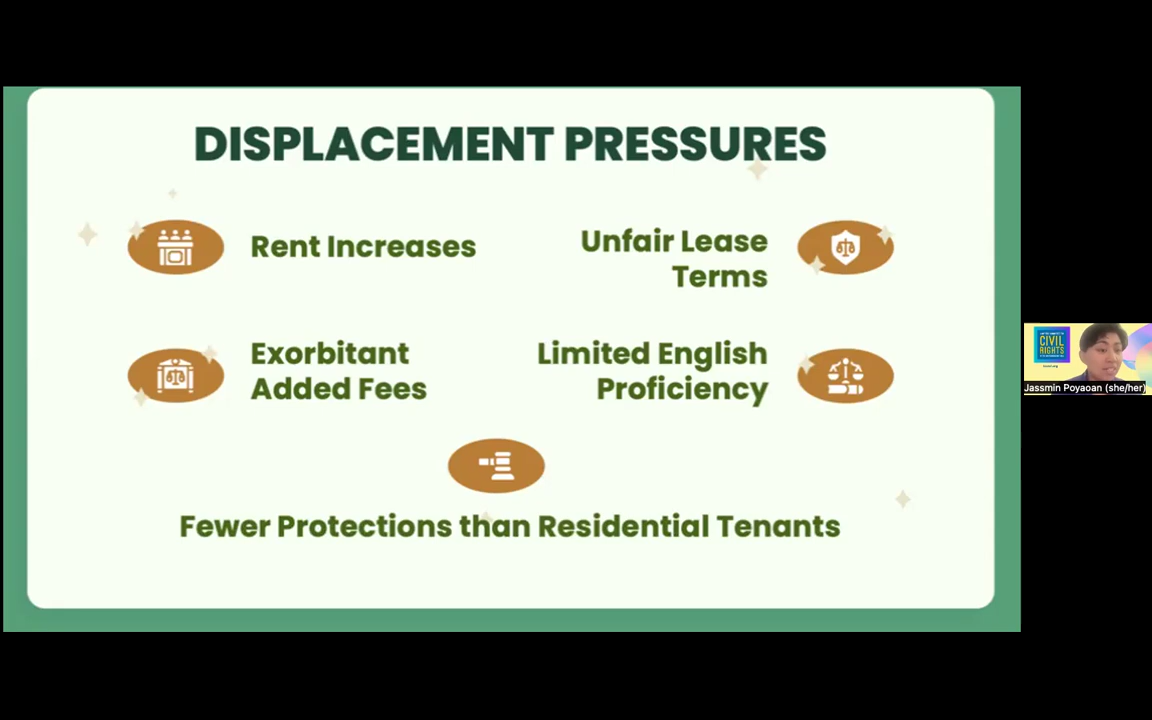 DISPLACEMENT PRESSURES
Rent Increases
Unfair Lease
Terms
Exorbitant
Added Fees
Limited English
Proficiency
Fewer Protections than Residential Tenants
CIVIL
RIGHTS
Jassmin Poyaoan (she/her)